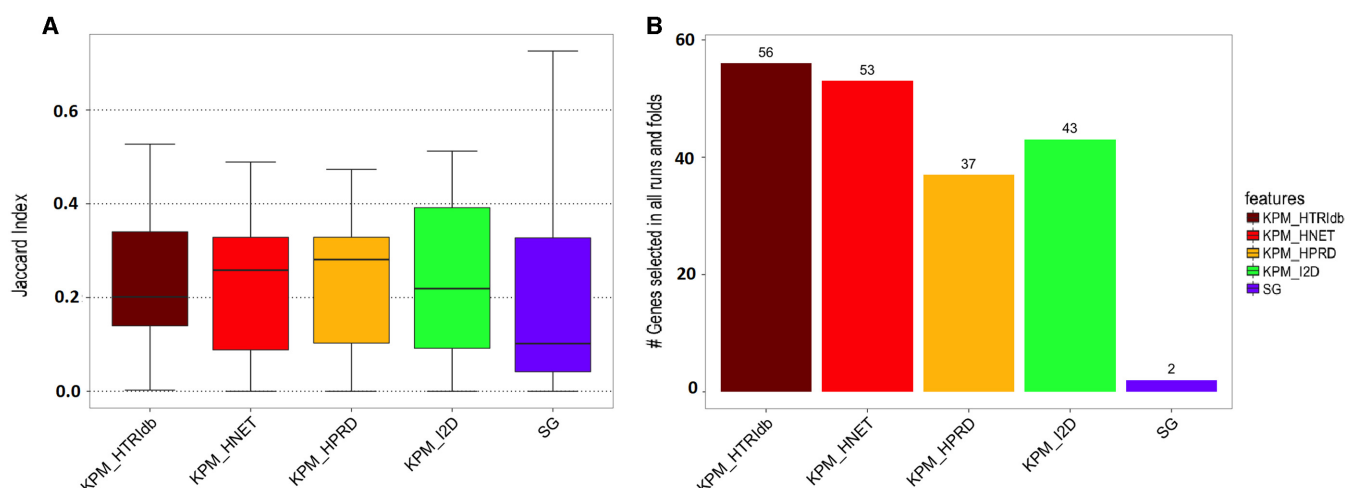 A
Jaccard Index
0.6
0.4
0.2
0.0
KPM_HTRIdb
KPM_HNET
KPM_HPRD
KPM_I2D
SG
B
# Genes selected in all runs and folds
60
40
20
0
56
53
37
43
2
KPM_HTRIdb
KPM_HNET
KPM_HPRD
KPM_I2D
SG
features
KPM_HTRIdb
KPM_HNET
KPM_HPRD
KPM_I2D
SG